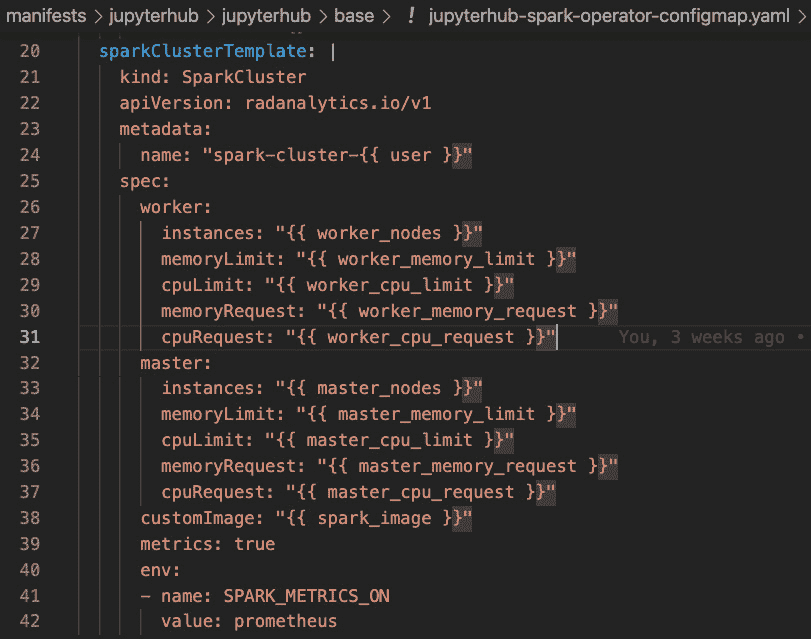 manifests > jupyterhub > jupyterhub > base > ! jupyterhub-spark-operator-configmap.yaml >
20 sparkClusterTemplate: |
21 kind: SparkCluster
22 apiVersion: radanalytics.io/v1
23 metadata:
24 name: "spark-cluster-{{ user }}"
25 spec:
26 worker:
27 instances: "{{ worker_nodes }}"
28 memoryLimit: "{{ worker_memory_limit }}"
29 cpuLimit: "{{ worker_cpu_limit }}"
30 memoryRequest: "{{ worker_memory_request }}"
31 cpuRequest: "{{ worker_cpu_request }}" You, 3 weeks ago •
32 master:
33 instances: "{{ master_nodes }}"
34 memoryLimit: "{{ master_memory_limit }}"
35 cpuLimit: "{{ master_cpu_limit }}"
36 memoryRequest: "{{ master_memory_request }}"
37 cpuRequest: "{{ master_cpu_request }}"
38 customImage: "{{ spark_image }}"
39 metrics: true
40 env:
41 - name: SPARK_METRICS_ON
42 value: prometheus